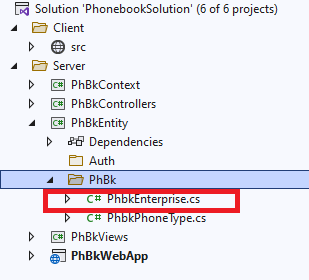 Solution 'PhonebookSolution' (6 of 6 projects)
Client
src
Server
PhBkContext
PhBkControllers
PhBkEntity
Dependencies
Auth
PhBk
C# PhbkEnterprise.cs
C# PhbkPhoneType.cs
PhBkViews
PhBkWebApp